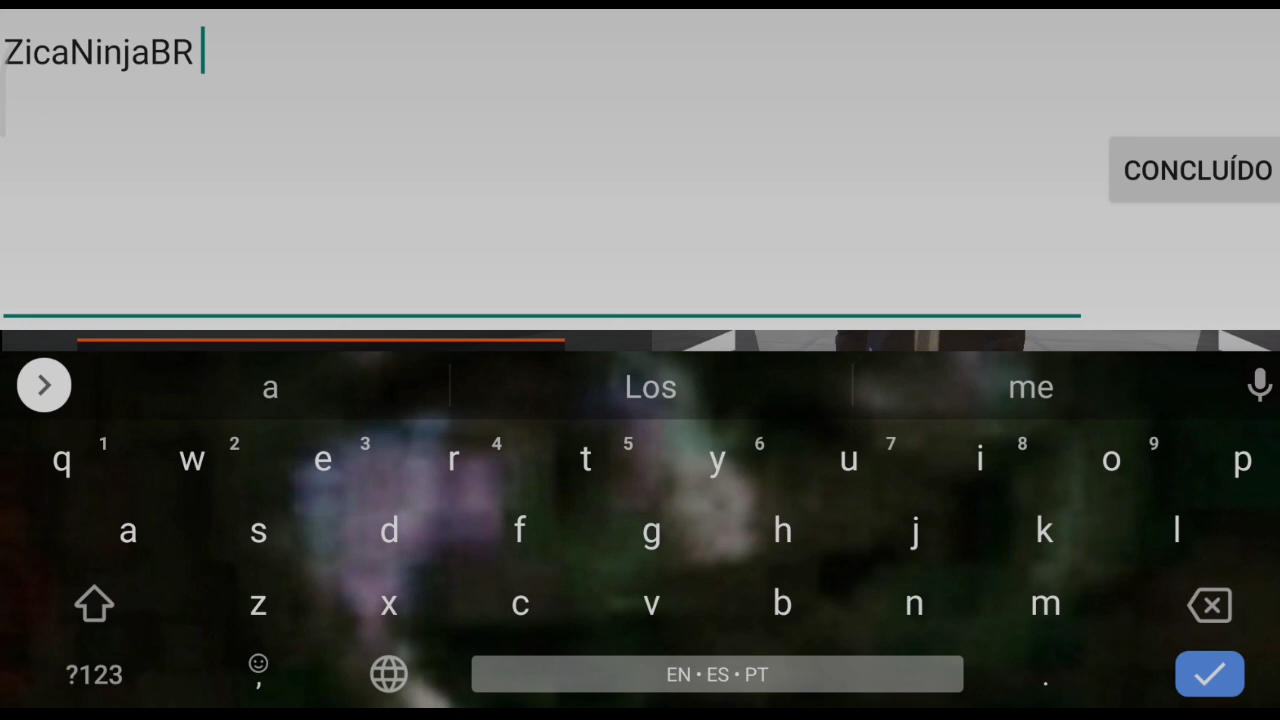 ZicaNinjaBR
CONCLUÍDO
a Los me
q 1 w 2 e 3 r 4 t 5 y 6 u 7 i 8 o 9 p
a s d f g h j k l
z x c v b n m
?123 , EN • ES • PT .